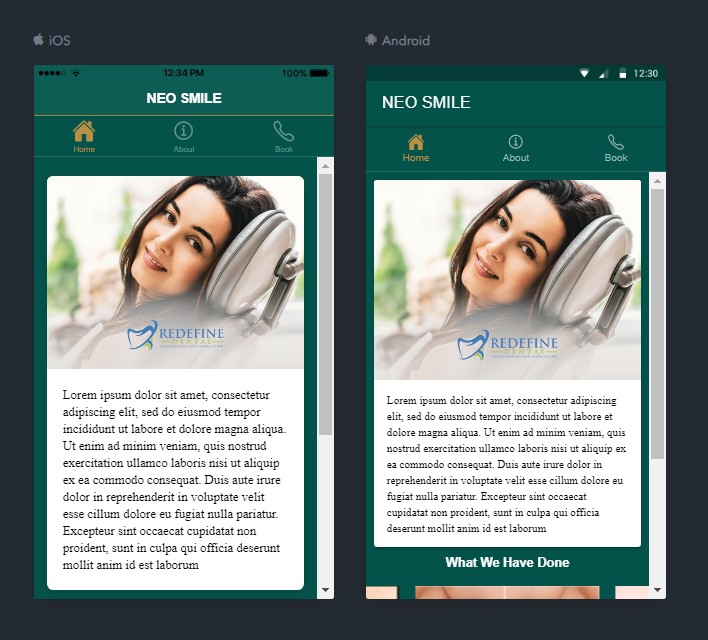 iOS
12:34 PM
100%
NEO SMILE
Home
About
Book
REDEFINE
DENTAL
Lorem ipsum dolor sit amet, consectetur
adipiscing elit, sed do eiusmod tempor
incididunt ut labore et dolore magna aliqua.
Ut enim ad minim veniam, quis nostrud
exercitation ullamco laboris nisi ut aliquip
ex ea commodo consequat. Duis aute irure
dolor in reprehenderit in voluptate velit
esse cillum dolore eu fugiat nulla pariatur.
Excepteur sint occaecat cupidatat non
proident, sunt in culpa qui officia deserunt
mollit anim id est laborum
Android
12:30
NEO SMILE
Home
About
Book
REDEFINE
DENTAL
Lorem ipsum dolor sit amet, consectetur adipiscing
elit, sed do eiusmod tempor incididunt ut labore et
dolore magna aliqua. Ut enim ad minim veniam, quis
nostrud exercitation ullamco laboris nisi ut aliquip ex
ea commodo consequat. Duis aute irure dolor in
reprehenderit in voluptate velit esse cillum dolore eu
fugiat nulla pariatur. Excepteur sint occaecat
cupidatat non proident, sunt in culpa qui officia
deserunt mollit anim id est laborum
What We Have Done